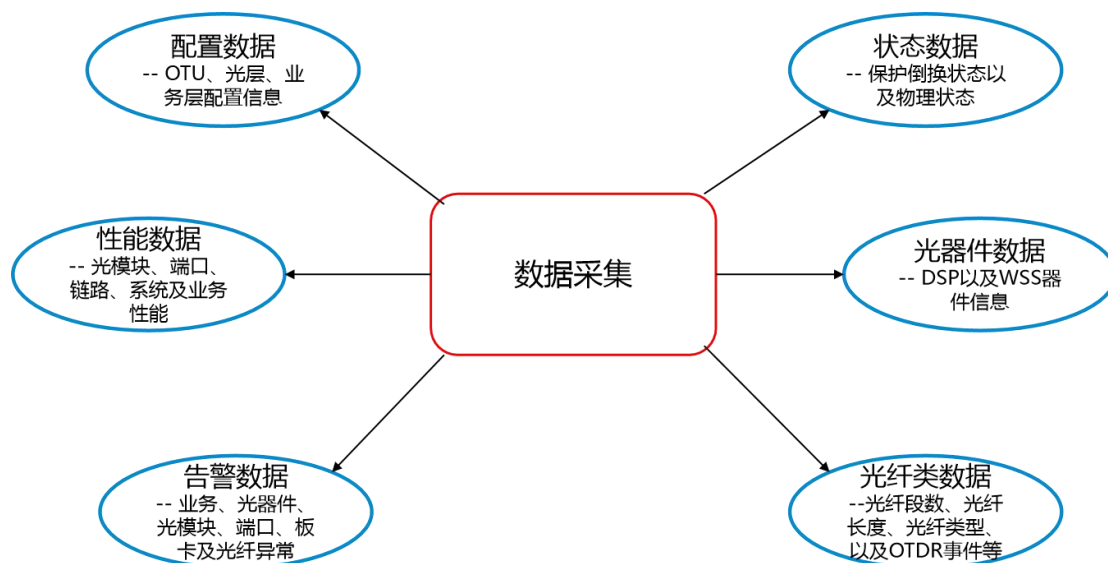 配置数据
-- OTU、光层、业
务层配置信息
状态数据
-- 保护倒换状态以
及物理状态
性能数据
-- 光模块、端口、
链路、系统及业务
性能
数据采集
光器件数据
-- DSP以及WSS器
件信息
告警数据
-- 业务、光器件、
光模块、端口、板
卡及光纤异常
光纤类数据
--光纤段数、光纤
长度、光纤类型、
以及OTDR事件等